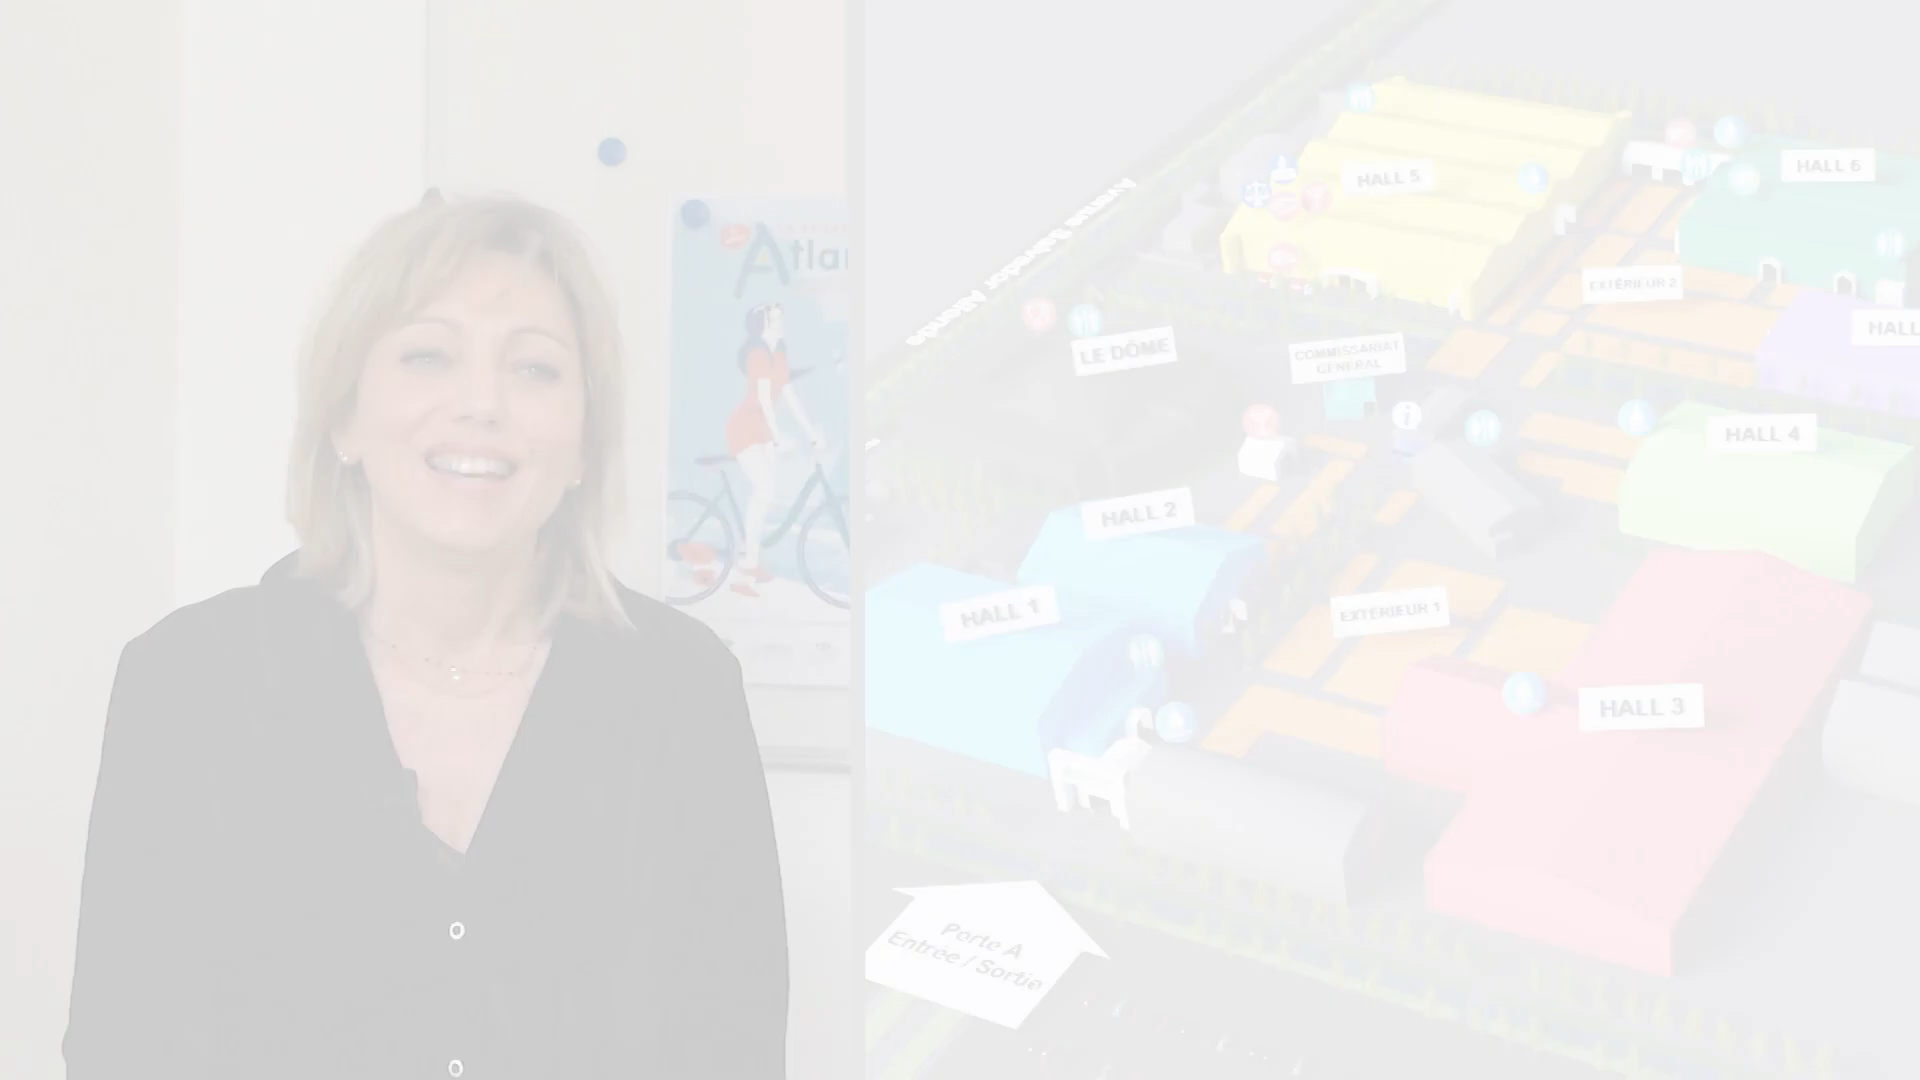 Atla
HALL 5
HALL 6
Avenue Salvador Allende
EXTÉRIEUR 2
HALL
LE DÔME
COMMISSARIAT
GÉNÉRAL
HALL 4
HALL 2
HALL 1
EXTÉRIEUR 1
HALL 3
Porte A
Entrée / Sortie